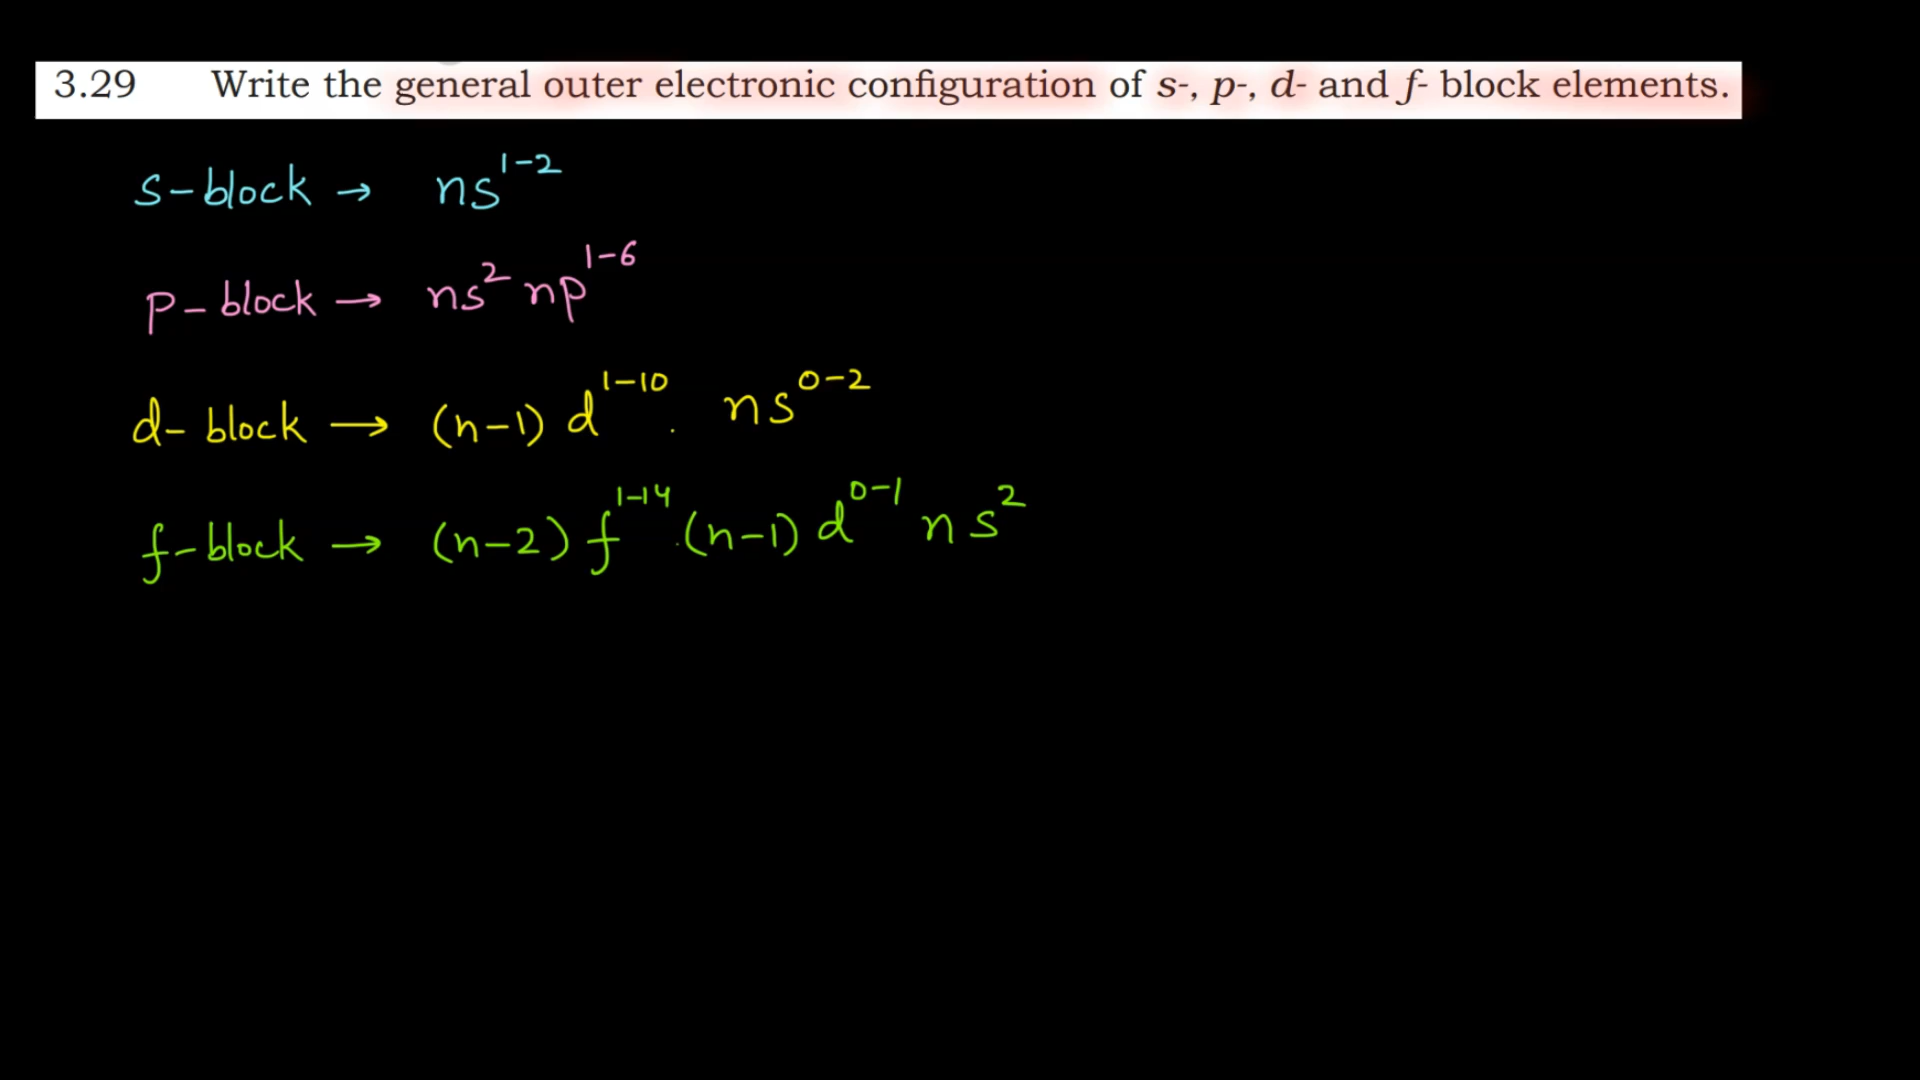 3.29 Write the general outer electronic configuration of s-, p-, d- and f- block elements.
s-block → ns¹⁻²
p-block → ns² np¹⁻⁶
d-block → (n-1) d¹⁻¹⁰. ns⁰⁻²
f-block → (n-2) f¹⁻¹⁴ (n-1) d⁰⁻¹ ns²